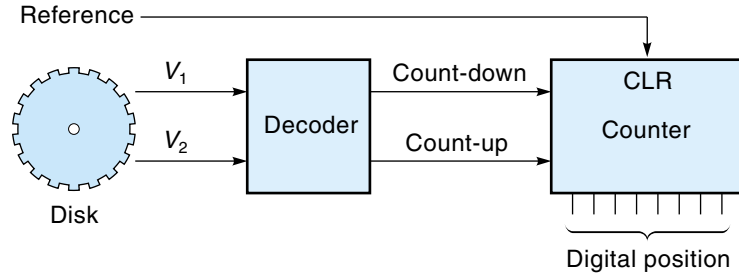 Reference
V1
V2
Disk
Decoder
Count-down
Count-up
CLR
Counter
Digital position